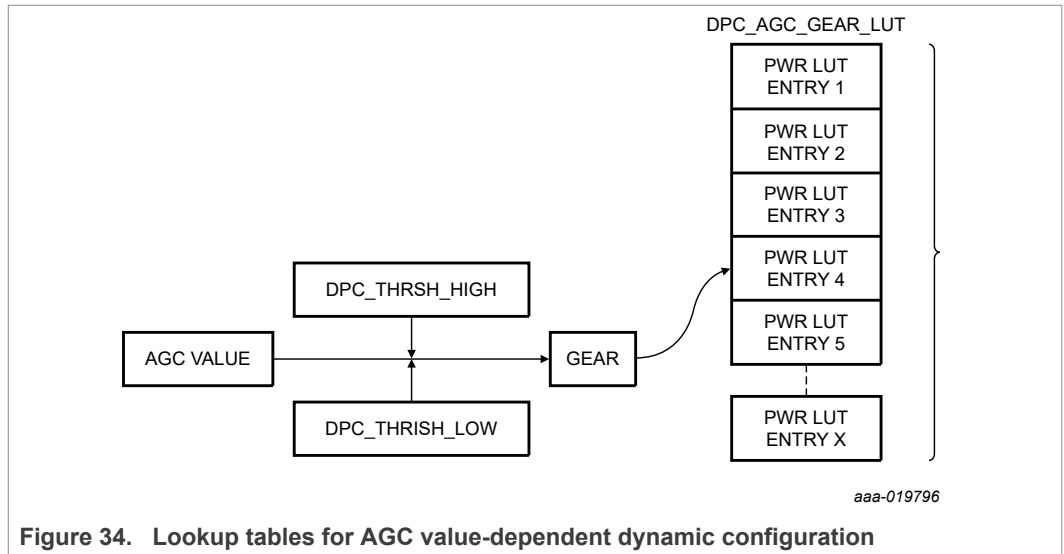 DPC_AGC_GEAR_LUT
PWR LUT
ENTRY 1
PWR LUT
ENTRY 2
PWR LUT
ENTRY 3
PWR LUT
ENTRY 4
PWR LUT
ENTRY 5
PWR LUT
ENTRY X
DPC_THRSH_HIGH
AGC VALUE
GEAR
DPC_THRISH_LOW
aaa-019796
Figure 34. Lookup tables for AGC value-dependent dynamic configuration